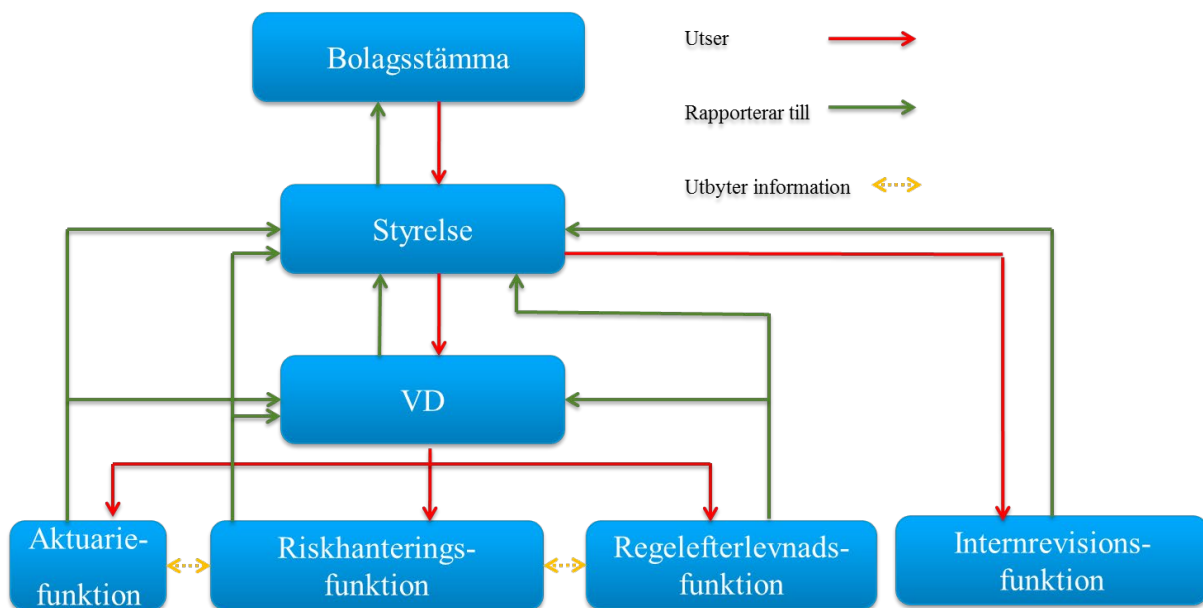 Bolagsstämma
Utser
Rapporterar till
Utbyter information
Styrelse
VD
Aktuarie-
funktion
Riskhanterings-
funktion
Regelefterlevnads-
funktion
Internrevisions-
funktion